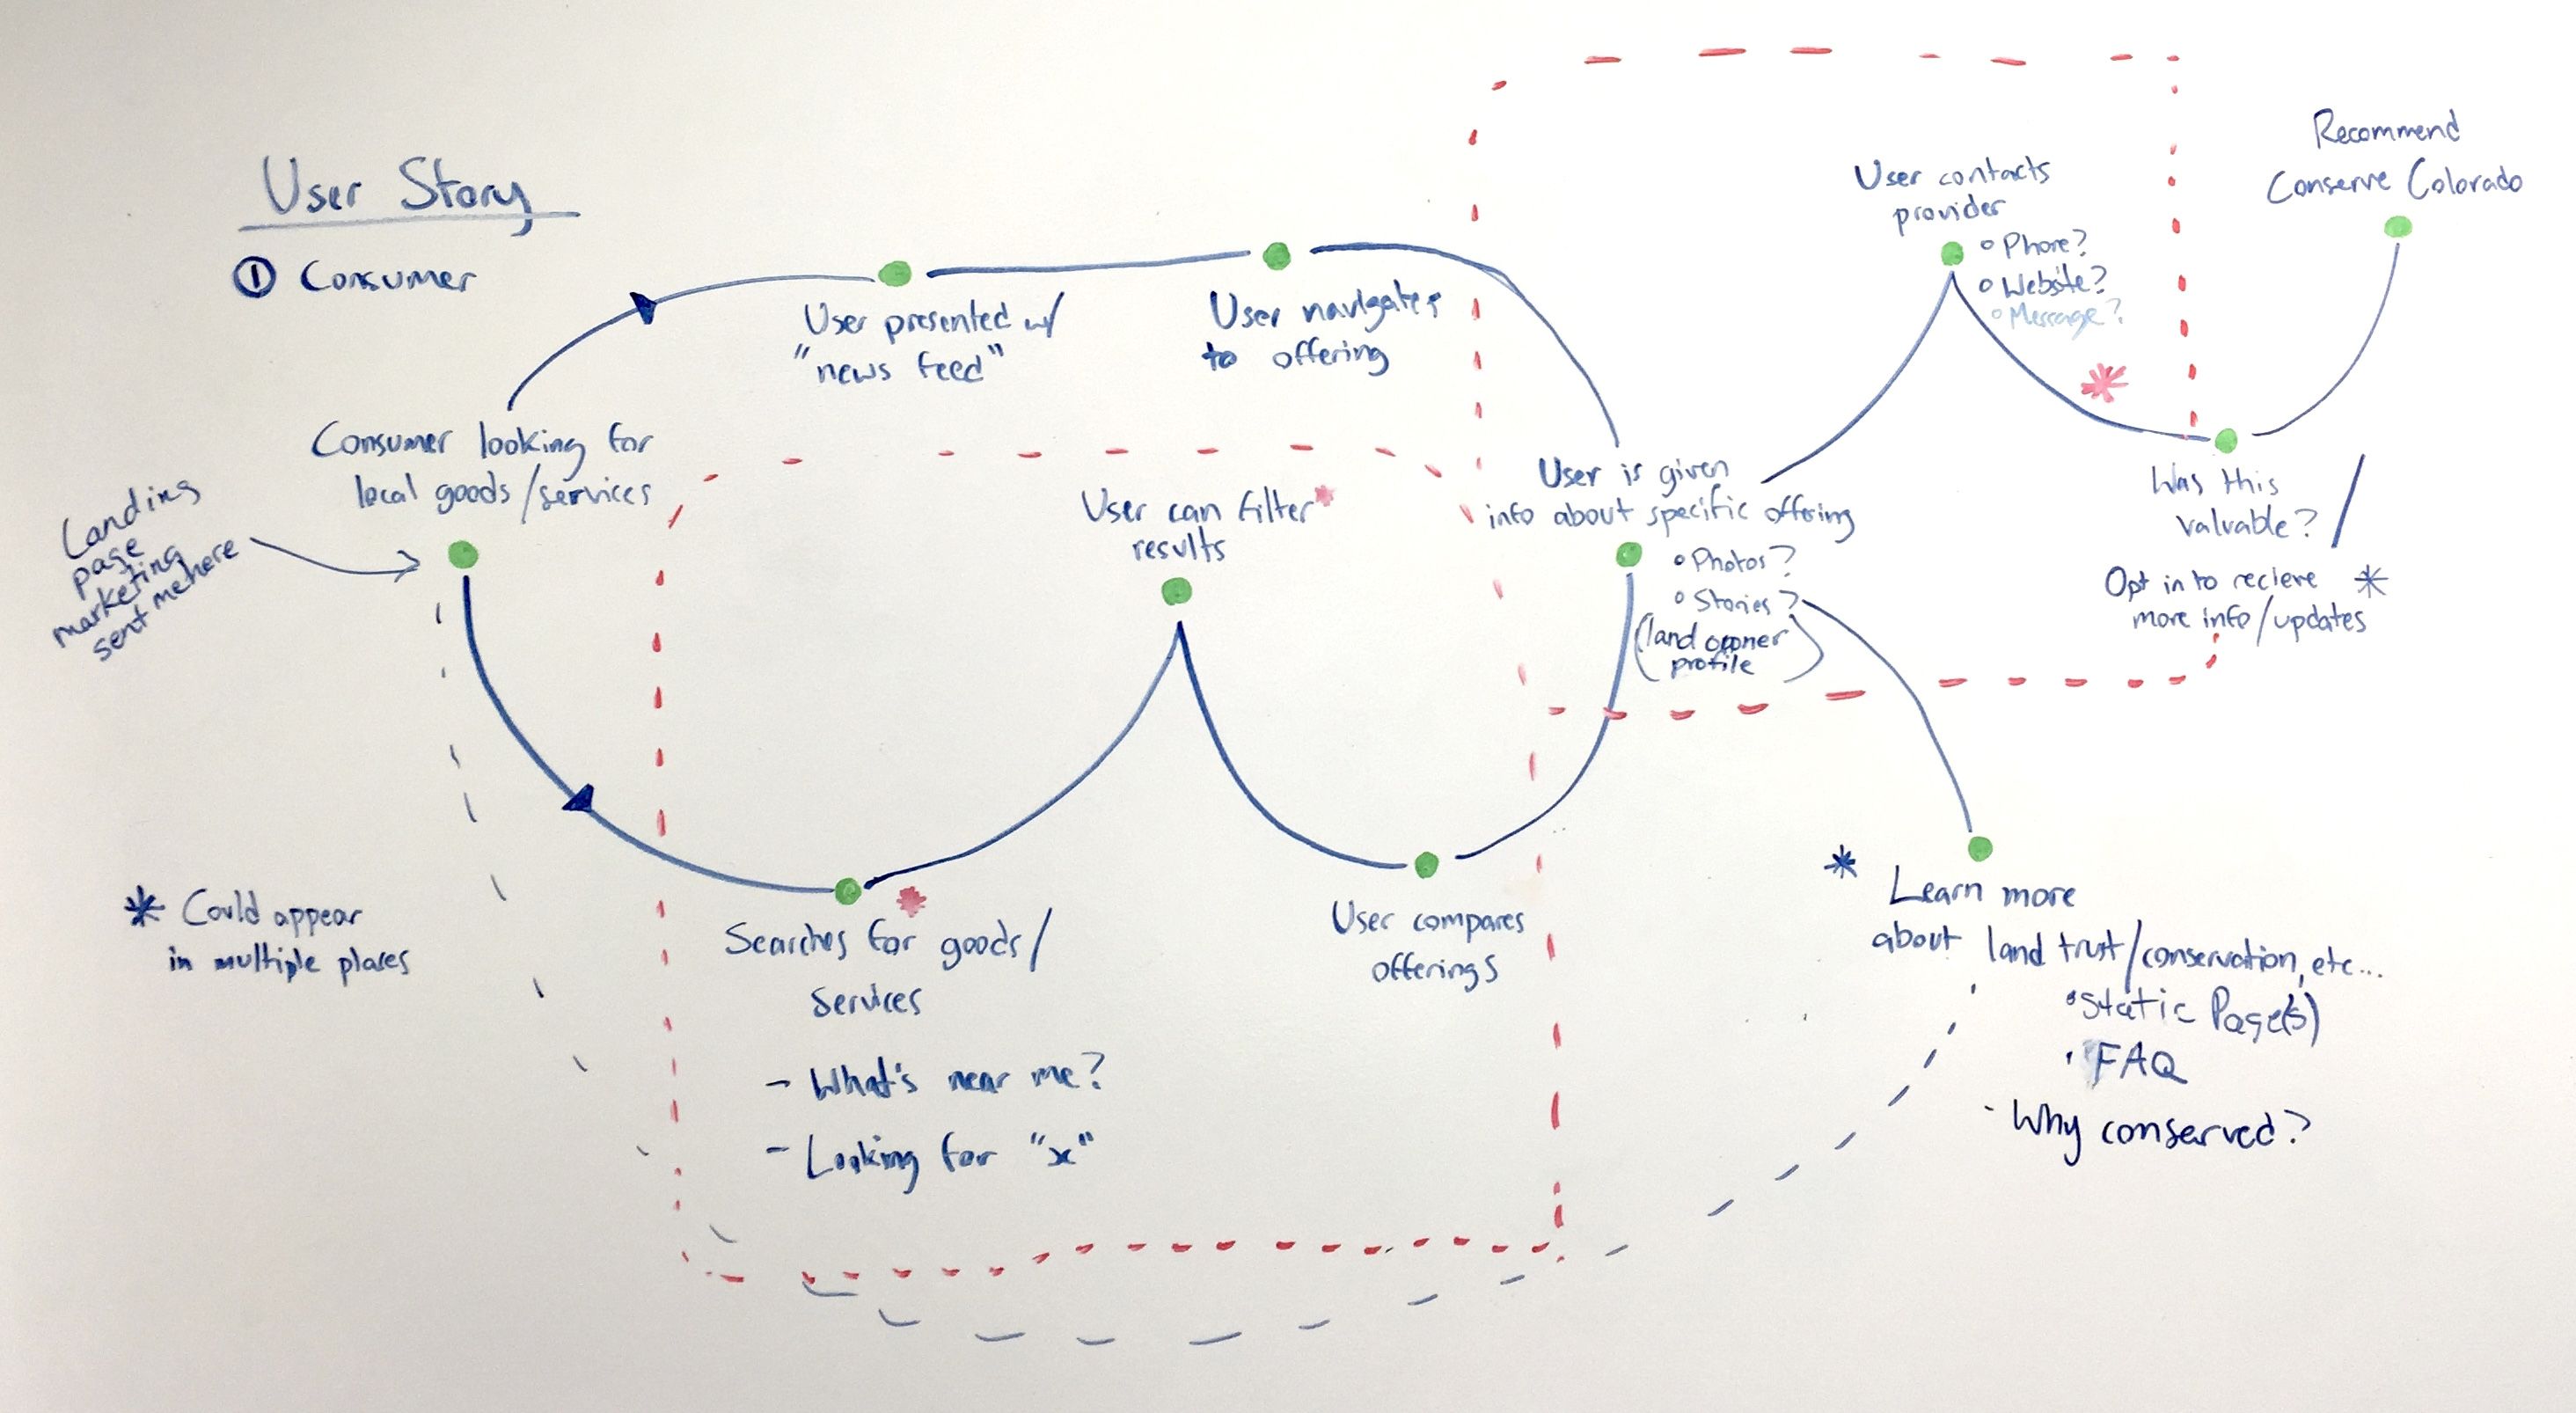 User Story
① Consumer
Landing
page
marketing
sent me here
Consumer looking for
local goods/services
User presented w/
"news feed"
User navigates
to offering
User can filter*
results
User is given
info about specific offering
° Photos?
° Stories?
(land owner
profile)
User contacts
provider
° Phone?
° Website?
° Message?
*
Recommend
Conserve Colorado
Was this
valuable? /
Opt in to recieve *
more info/updates
* Could appear
in multiple places
*
Searches for goods/
services
- What's near me?
- Looking for "x"
User compares
offerings
* Learn more
about land trust/conservation, etc...
• Static Page(s)
• FAQ
- Why conserved?